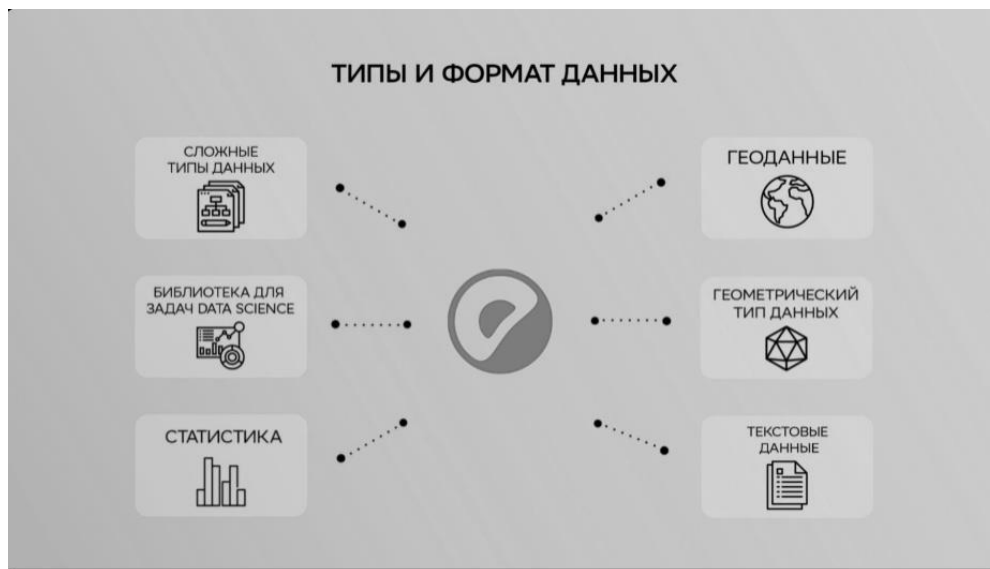 ТИПЫ И ФОРМАТ ДАННЫХ
СЛОЖНЫЕ
ТИПЫ ДАННЫХ
БИБЛИОТЕКА ДЛЯ
ЗАДАЧ DATA SCIENCE
СТАТИСТИКА
ГЕОДАННЫЕ
ГЕОМЕТРИЧЕСКИЙ
ТИП ДАННЫХ
ТЕКСТОВЫЕ
ДАННЫЕ